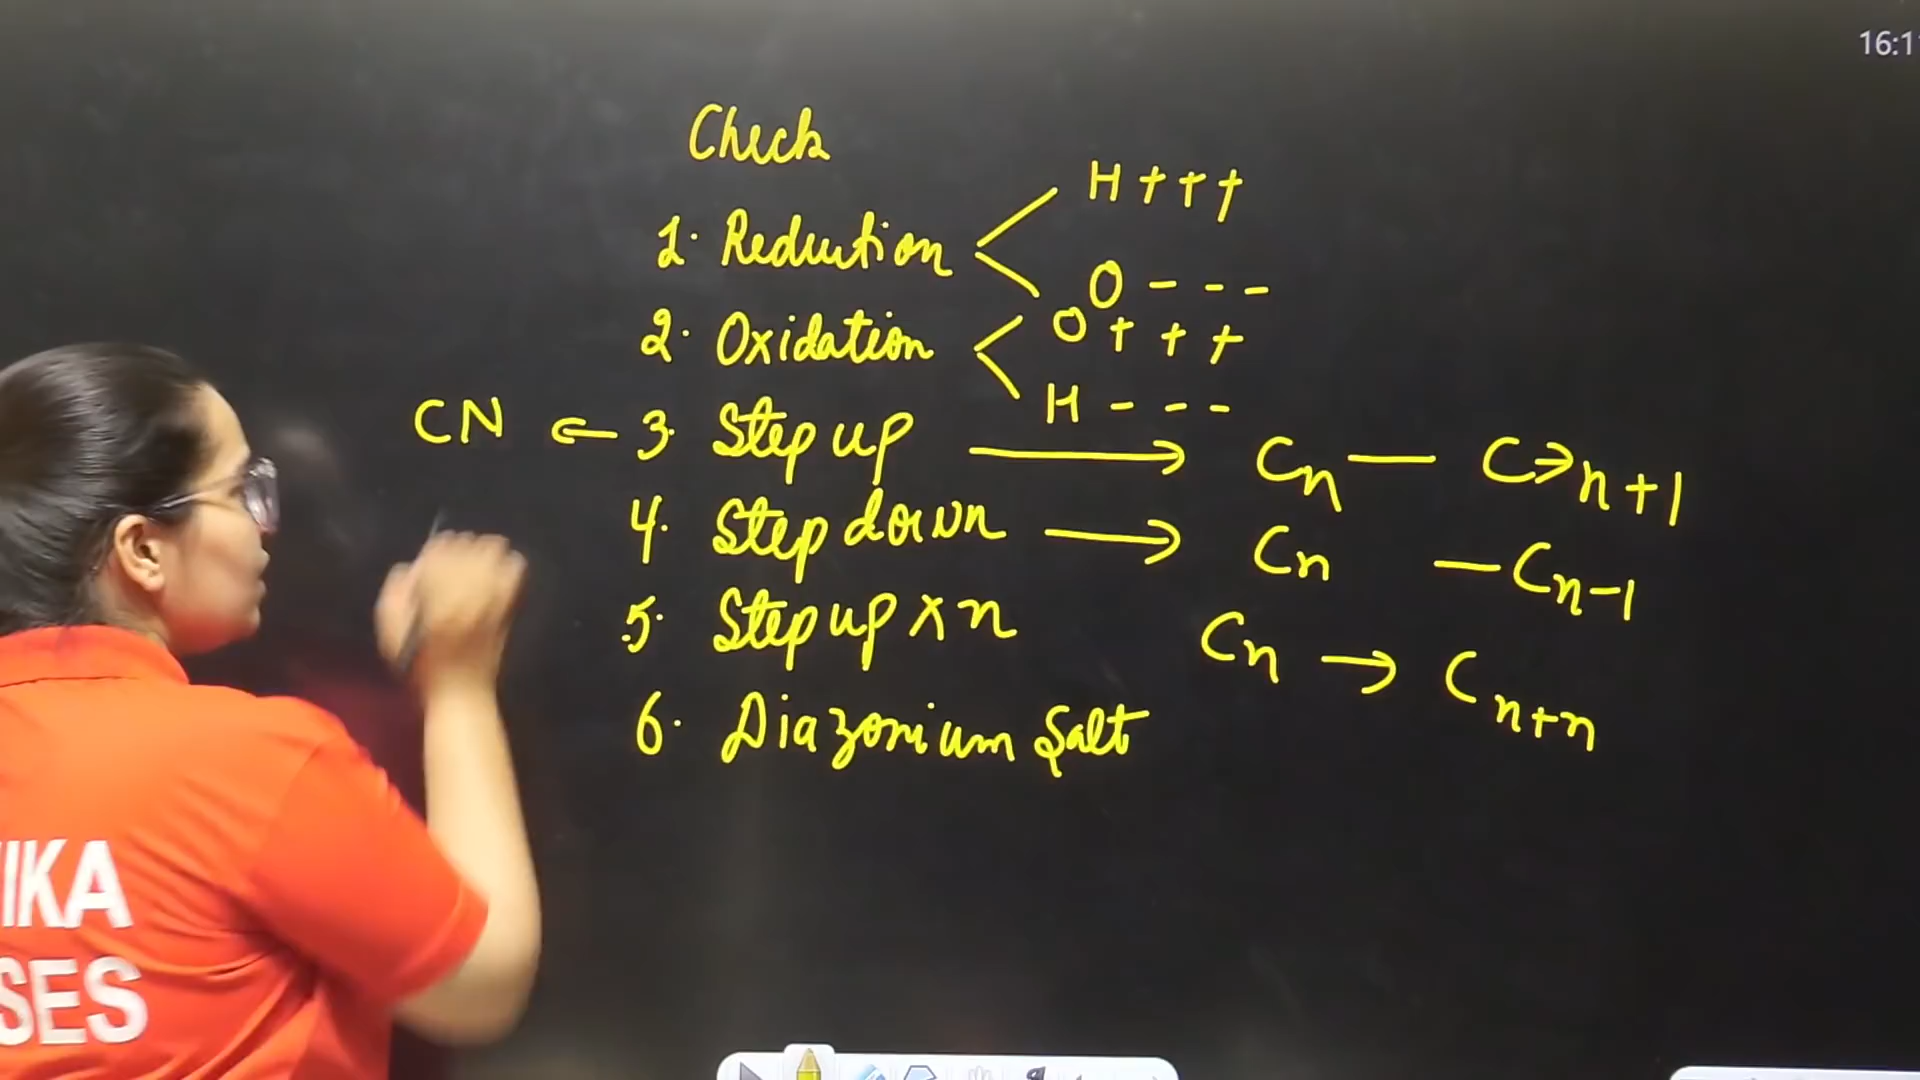 16:1
Check
1. Reduction
H + + +
O - - -
2. Oxidation
O + + +
H - - -
CN ← 3. Step up → Cn — C→n+1
4. Step down → Cn — Cn-1
5. Step up x n Cn → Cn+n
6. Diazonium Salt
IKA
SES